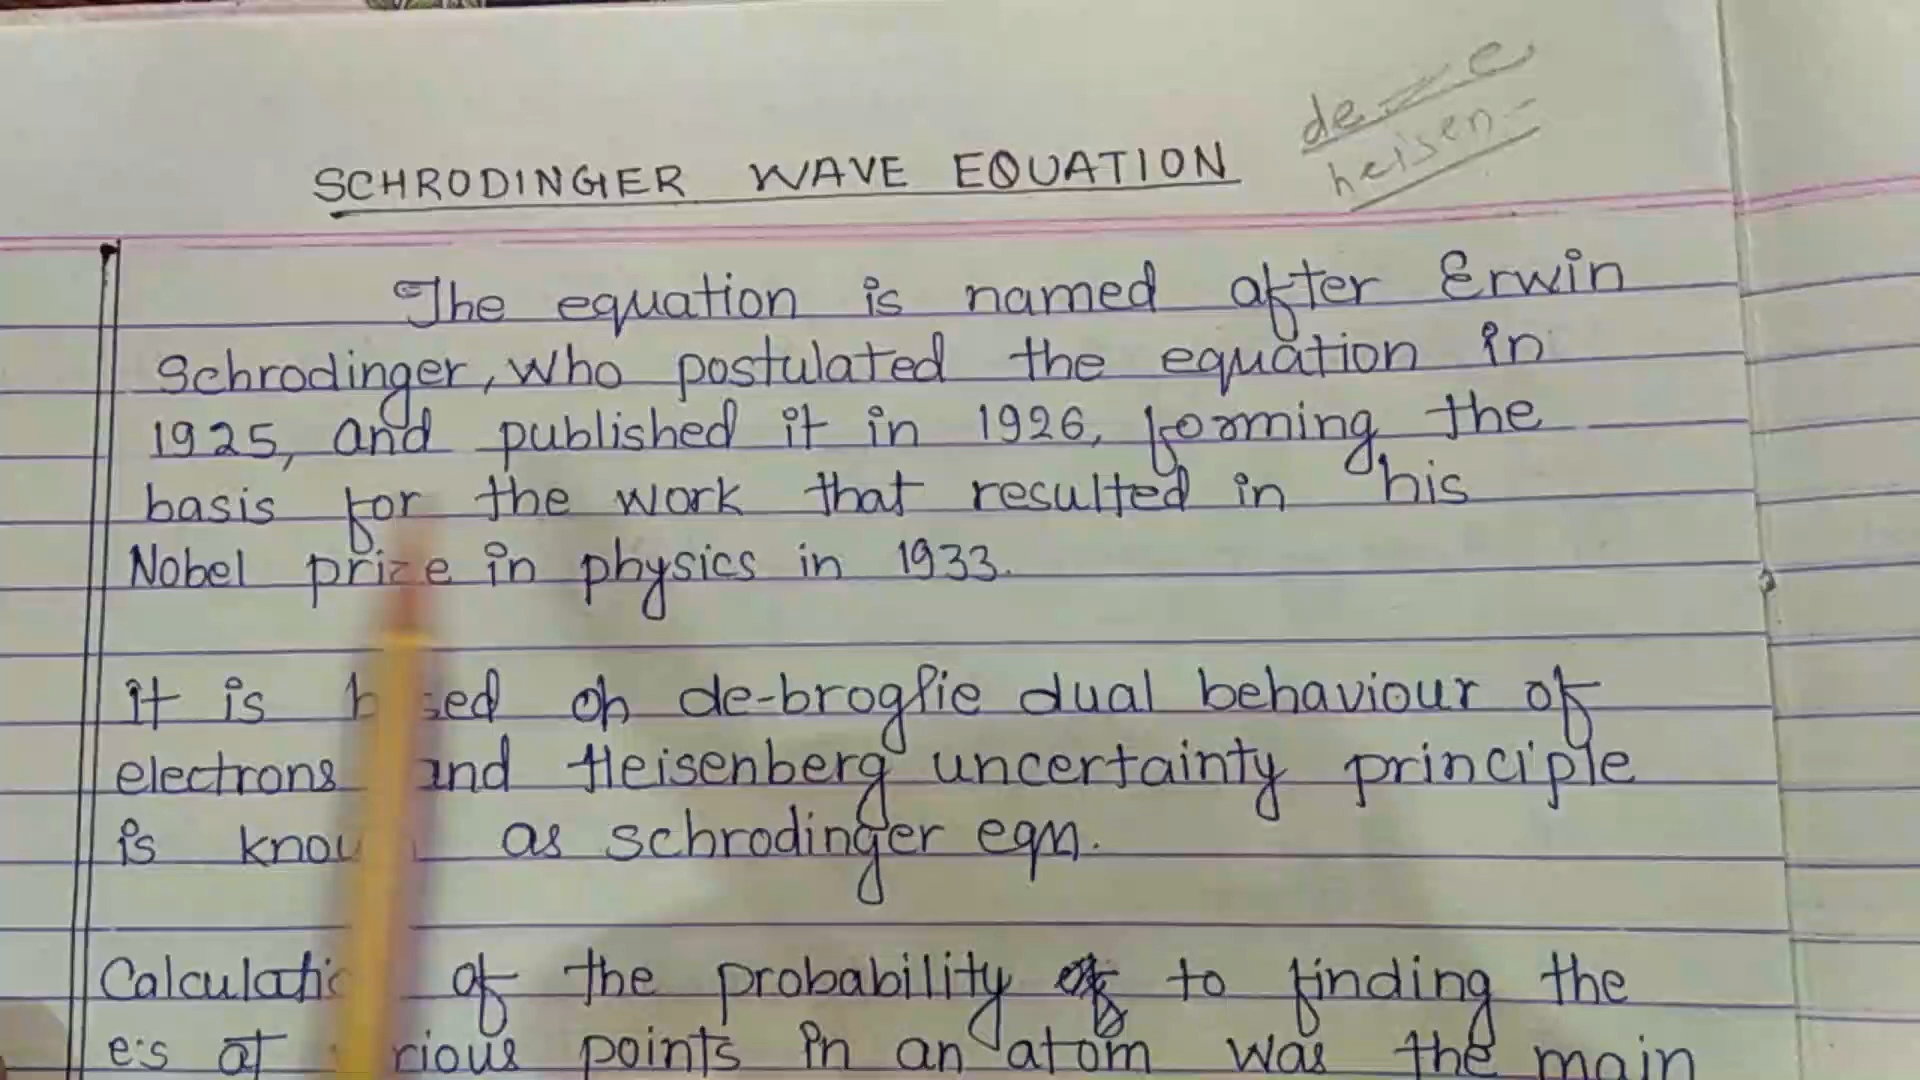 de
heisen-
SCHRODINGER WAVE EQUATION
The equation is named after Erwin
Schrodinger, who postulated the equation in
1925, and published it in 1926, forming the
basis for the work that resulted in his
Nobel prize in physics in 1933.
it is on de-broglie dual behaviour of
electrons and Heisenberg uncertainty principle
is as schrodinger eqn.
of the probability to finding the
e:s at points in an atom was the main